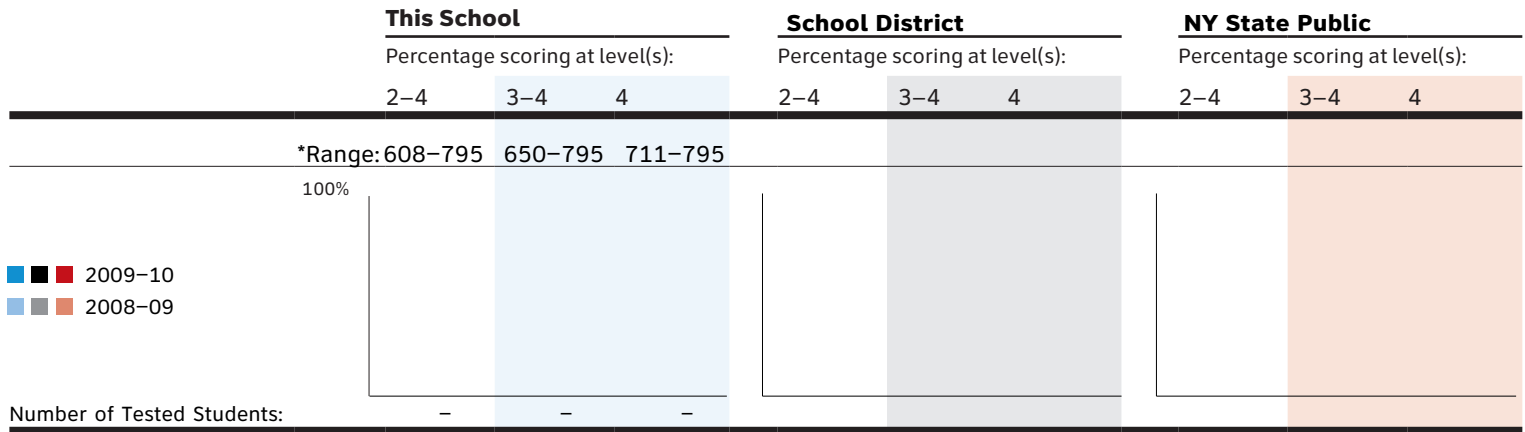 This School School District NY State Public
Percentage scoring at level(s): Percentage scoring at level(s): Percentage scoring at level(s):
2–4 3–4 4 2–4 3–4 4 2–4 3–4 4
*Range: 608–795 650–795 711–795
100%
2009–10
2008–09
Number of Tested Students: – – –